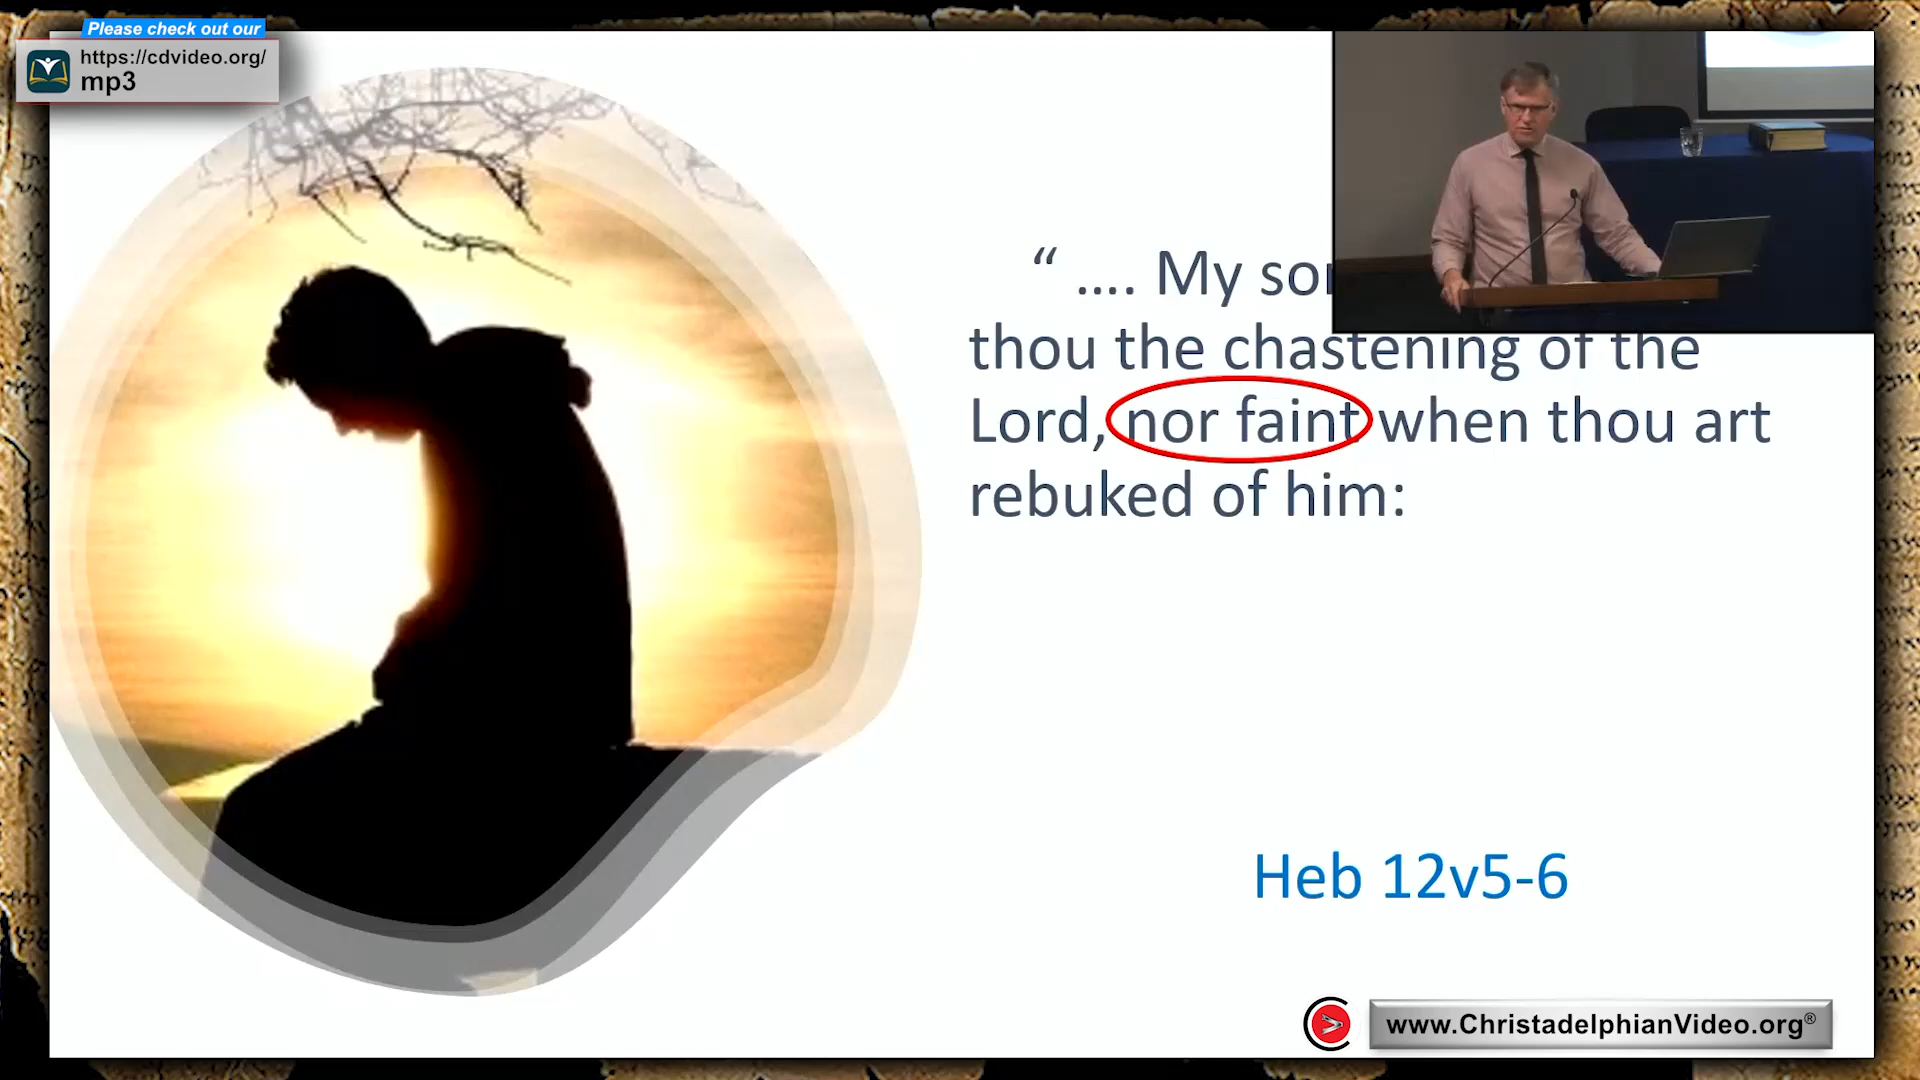 Please check out our
https://cdvideo.org/
mp3
“ .... My son
thou the chastening of the
Lord, nor faint when thou art
rebuked of him:
Heb 12v5-6
www.ChristadelphianVideo.org®